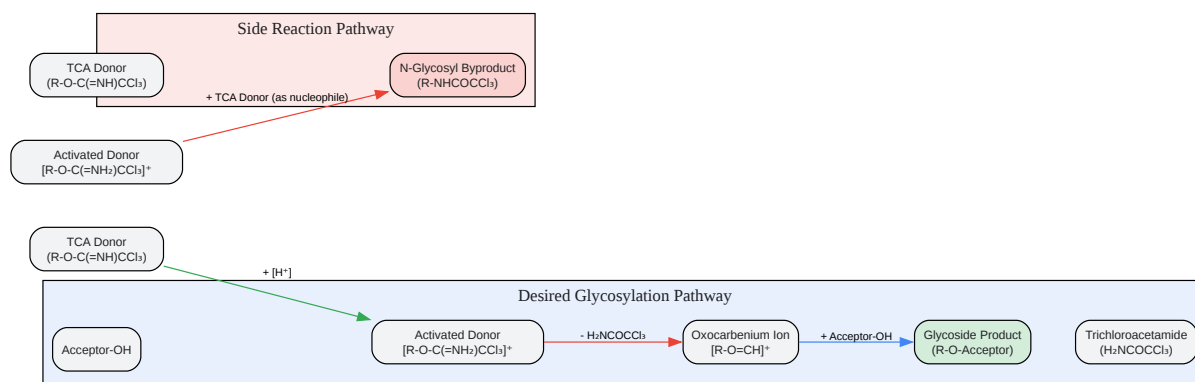 Side Reaction Pathway
TCA Donor
(R-O-C(=NH)CCl₃)
N-Glycosyl Byproduct
(R-NHCOCCl₃)
+ TCA Donor (as nucleophile)
Activated Donor
[R-O-C(=NH₂)CCl₃]⁺
TCA Donor
(R-O-C(=NH)CCl₃)
+ [H⁺]
Desired Glycosylation Pathway
Acceptor-OH
Activated Donor
[R-O-C(=NH₂)CCl₃]⁺
- H₂NCOCCl₃
Oxocarbenium Ion
[R-O=CH]⁺
+ Acceptor-OH
Glycoside Product
(R-O-Acceptor)
Trichloroacetamide
(H₂NCOCCl₃)